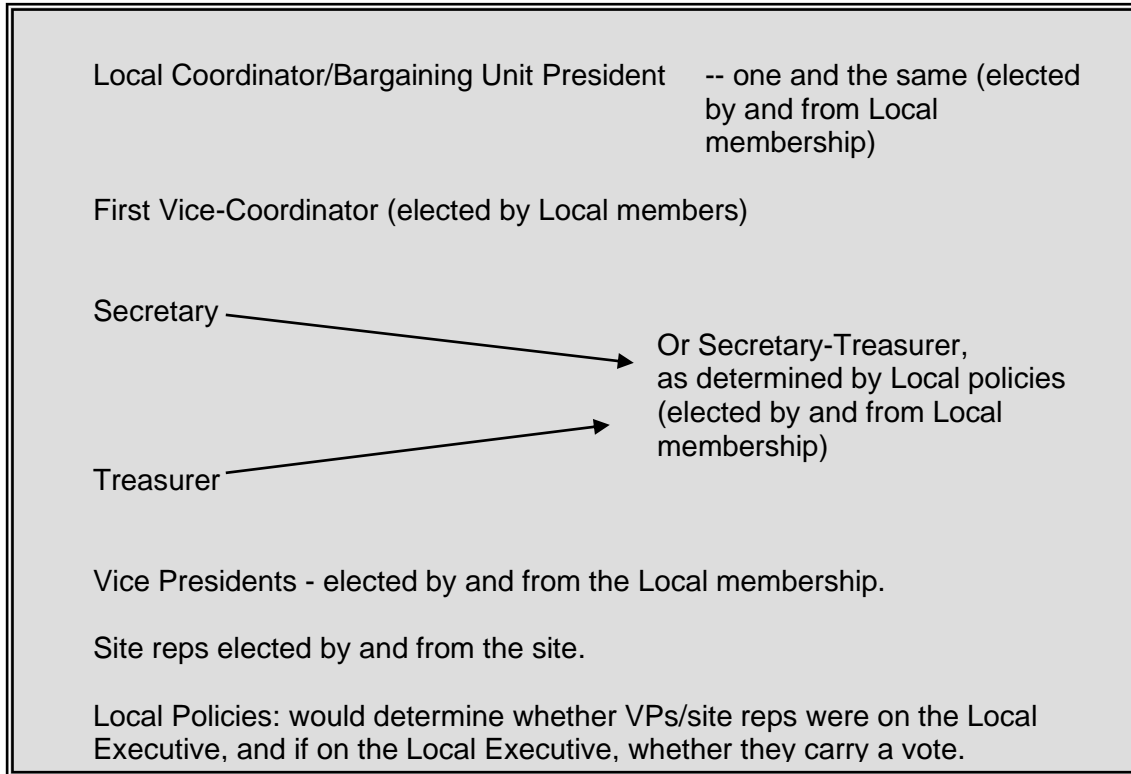 Local Coordinator/Bargaining Unit President -- one and the same (elected
by and from Local
membership)
First Vice-Coordinator (elected by Local members)
Secretary
Or Secretary-Treasurer,
as determined by Local policies
(elected by and from Local
membership)
Treasurer
Vice Presidents - elected by and from the Local membership.
Site reps elected by and from the site.
Local Policies: would determine whether VPs/site reps were on the Local
Executive, and if on the Local Executive, whether they carry a vote.